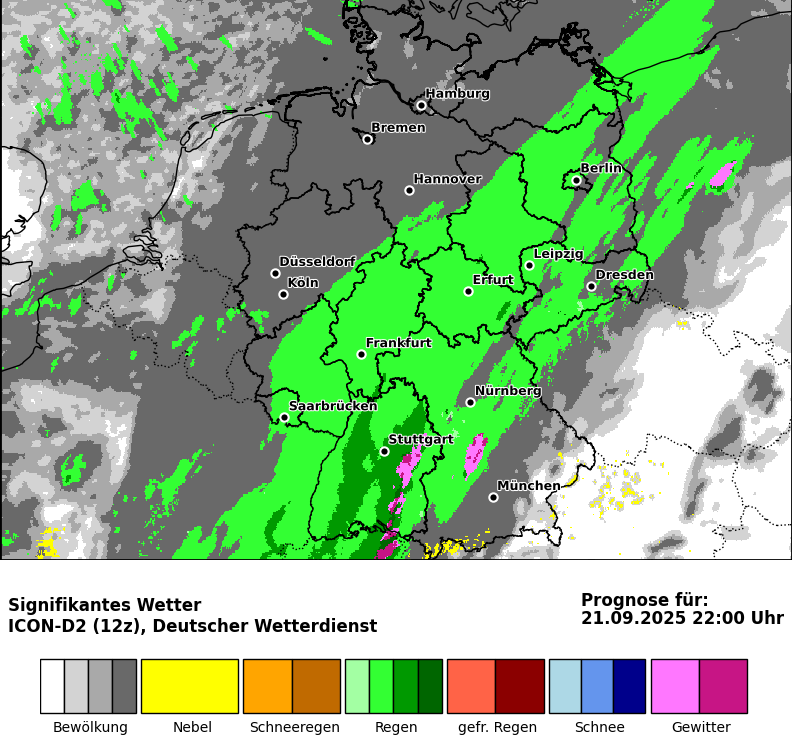 Hamburg
Bremen
Berlin
Hannover
Düsseldorf
Köln
Leipzig
Erfurt
Dresden
Frankfurt
Nürnberg
Saarbrücken
Stuttgart
München
Signifikantes Wetter
ICON-D2 (12z), Deutscher Wetterdienst
Prognose für:
21.09.2025 22:00 Uhr
Bewölkung Nebel Schneeregen Regen gefr. Regen Schnee Gewitter